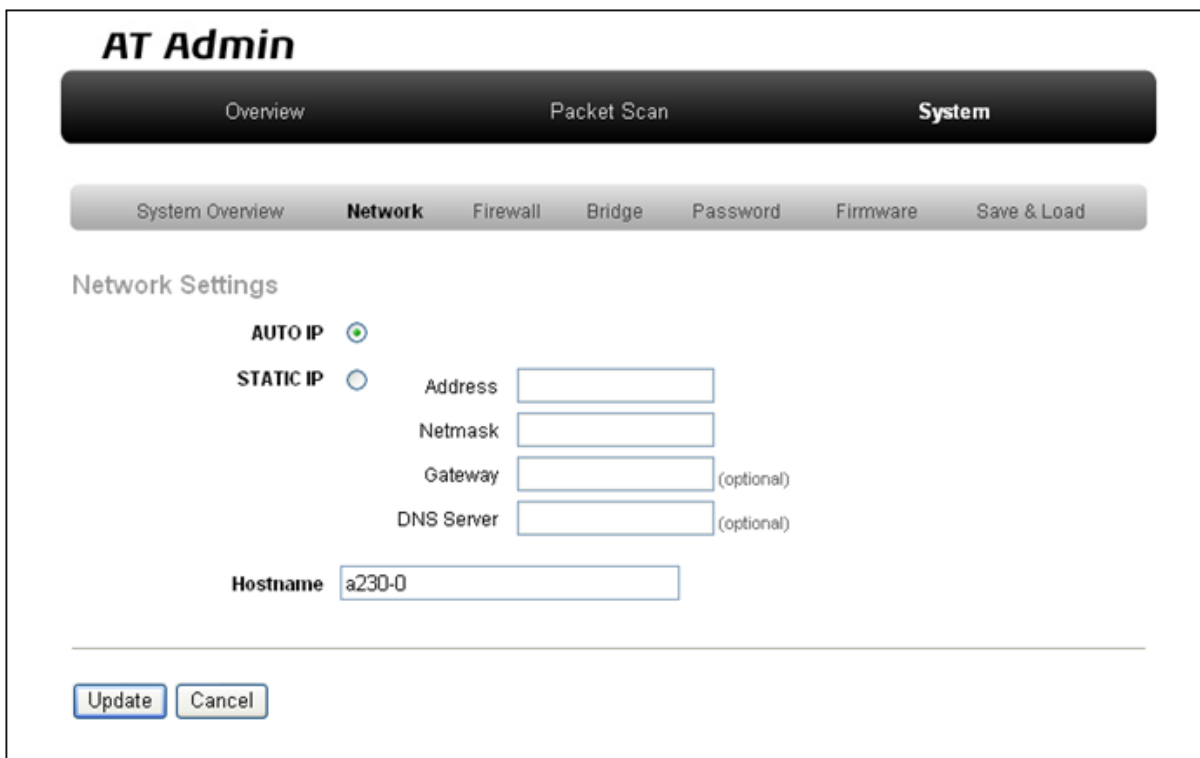 AT Admin
Overview Packet Scan System
System Overview Network Firewall Bridge Password Firmware Save & Load
Network Settings
AUTO IP
STATIC IP Address
Netmask
Gateway (optional)
DNS Server (optional)
Hostname a230-0
Update Cancel